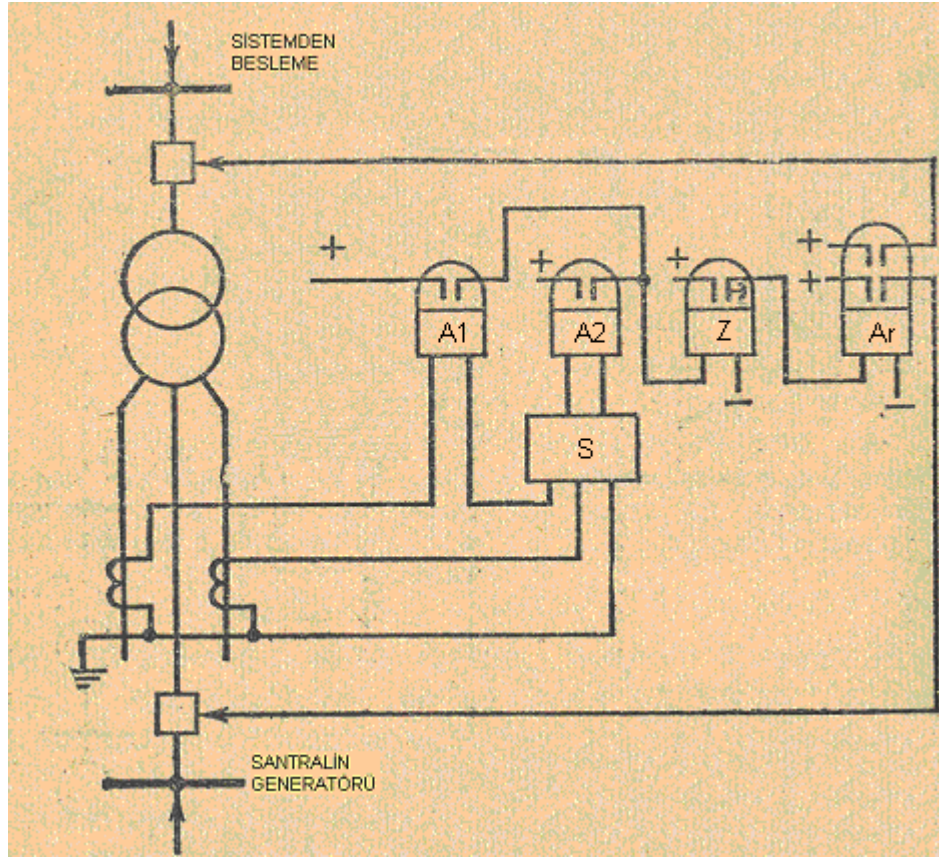 SİSTEMDEN
BESLEME
+
+
+
+
+
A1
A2
Z
Ar
–
–
S
SANTRALİN
GENERATÖRÜ